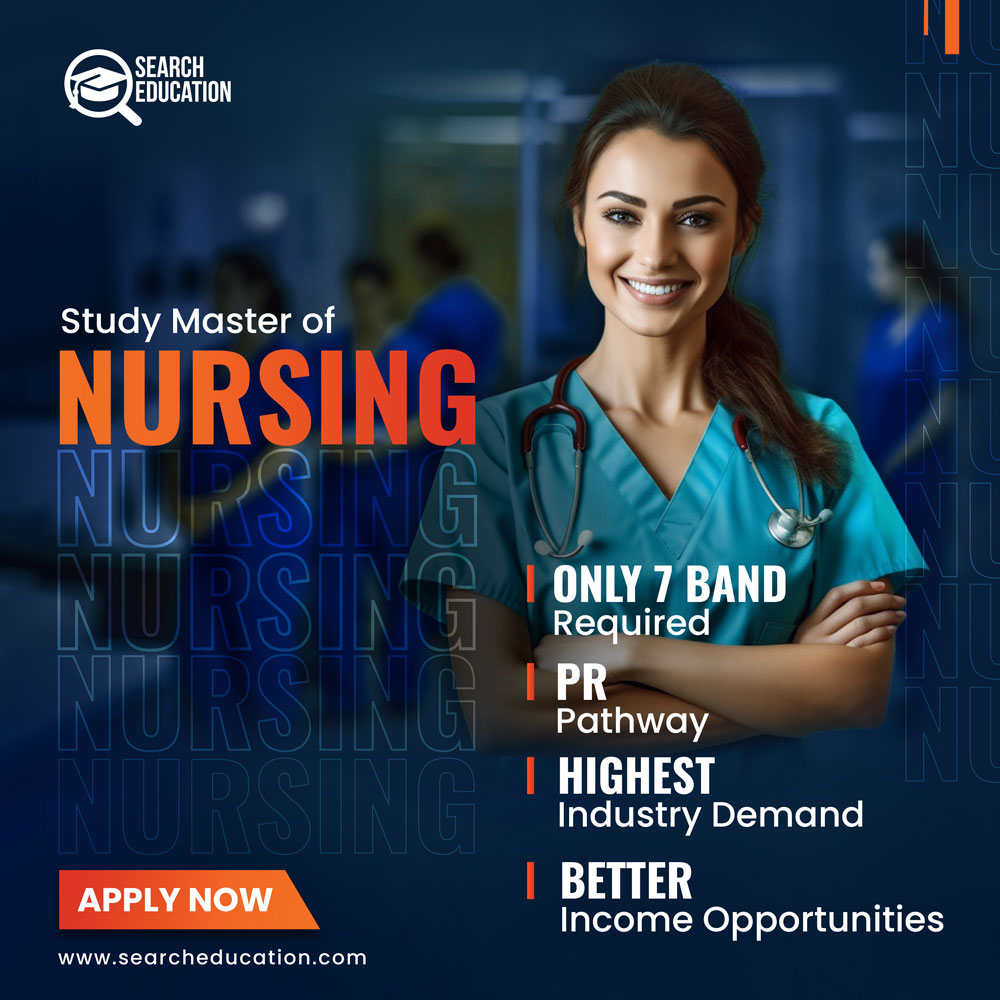 SEARCH
EDUCATION
Study Master of
NURSING
NURSING
NURSING
NURSING
NURSING
ONLY 7 BAND
Required
PR
Pathway
HIGHEST
Industry Demand
BETTER
Income Opportunities
APPLY NOW
www.searcheducation.com